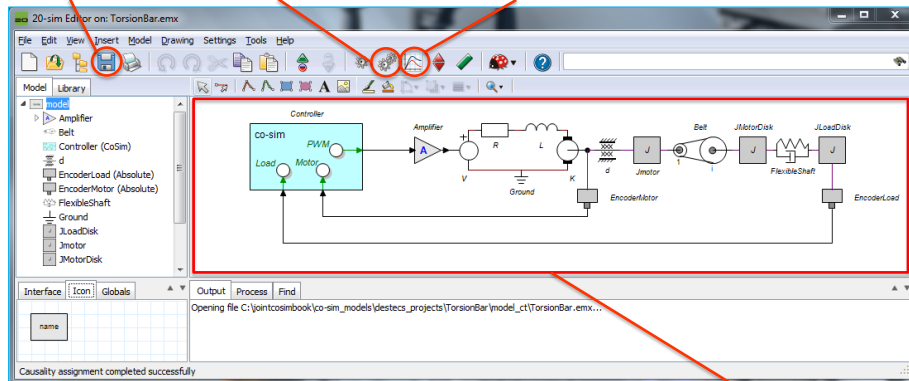 20-sim Editor on: TorsionBar.emx
File Edit View Insert Model Drawing Settings Tools Help
Model Library
model
Amplifier
Belt
Controller (CoSim)
d
EncoderLoad (Absolute)
EncoderMotor (Absolute)
FlexibleShaft
Ground
JLoadDisk
Jmotor
JMotorDisk
Controller
co-sim
PWM
Load
Motor
Amplifier
A
V
R
L
Ground
K
d
J
Jmotor
Belt
1
i
JMotorDisk
J
FlexibleShaft
JLoadDisk
J
EncoderMotor
EncoderLoad
Interface Icon Globals
name
Output Process Find
Opening file C:\jointcosimbook\co-sim_models\destecs_projects\TorsionBar\model_ct\TorsionBar.emx...
Causality assignment completed successfully